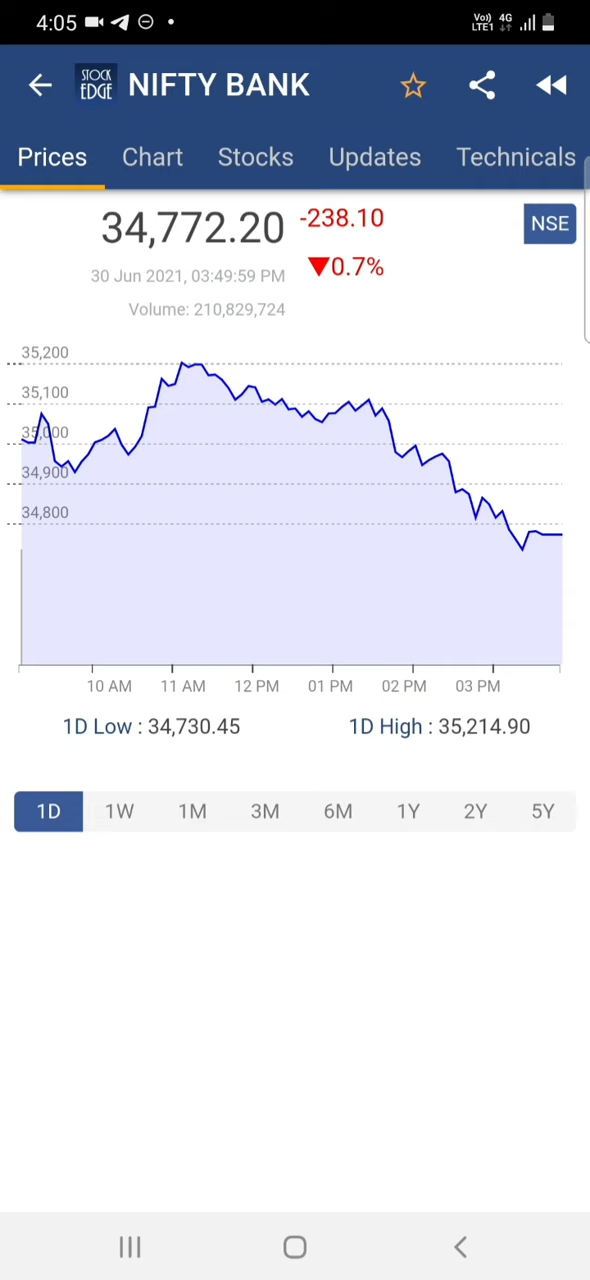 4:05
Vo)) 4G
LTE1
STOCK
EDGE
NIFTY BANK
Prices Chart Stocks Updates Technicals
34,772.20 -238.10 NSE
30 Jun 2021, 03:49:59 PM ▼0.7%
Volume: 210,829,724
35,200
35,100
35,000
34,900
34,800
10 AM 11 AM 12 PM 01 PM 02 PM 03 PM
1D Low : 34,730.45 1D High : 35,214.90
1D 1W 1M 3M 6M 1Y 2Y 5Y